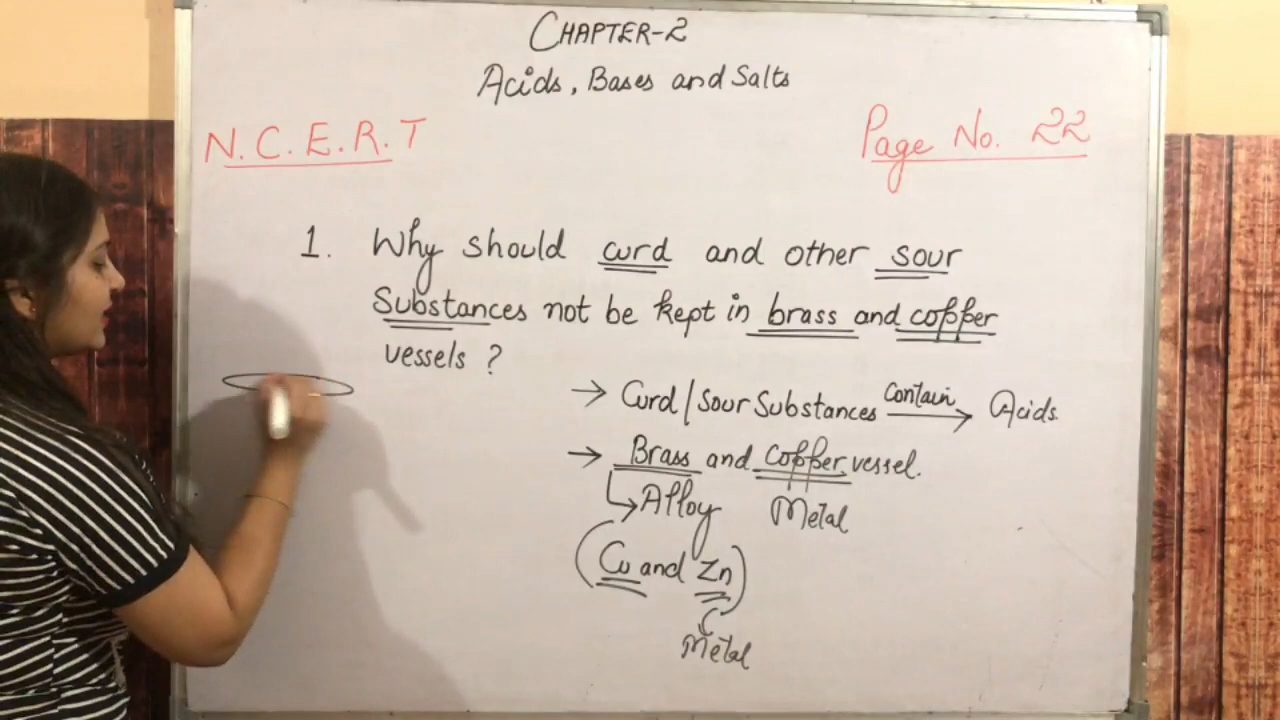 CHAPTER-2
Acids, Bases and Salts
N.C.E.R.T
Page No. 22
1. Why should curd and other sour
Substances not be kept in brass and copper
vessels ?
→ Curd/Sour Substances contain → Acids.
→ Brass and copper vessel.
↳ Alloy Metal
(Cu and Zn)
Metal